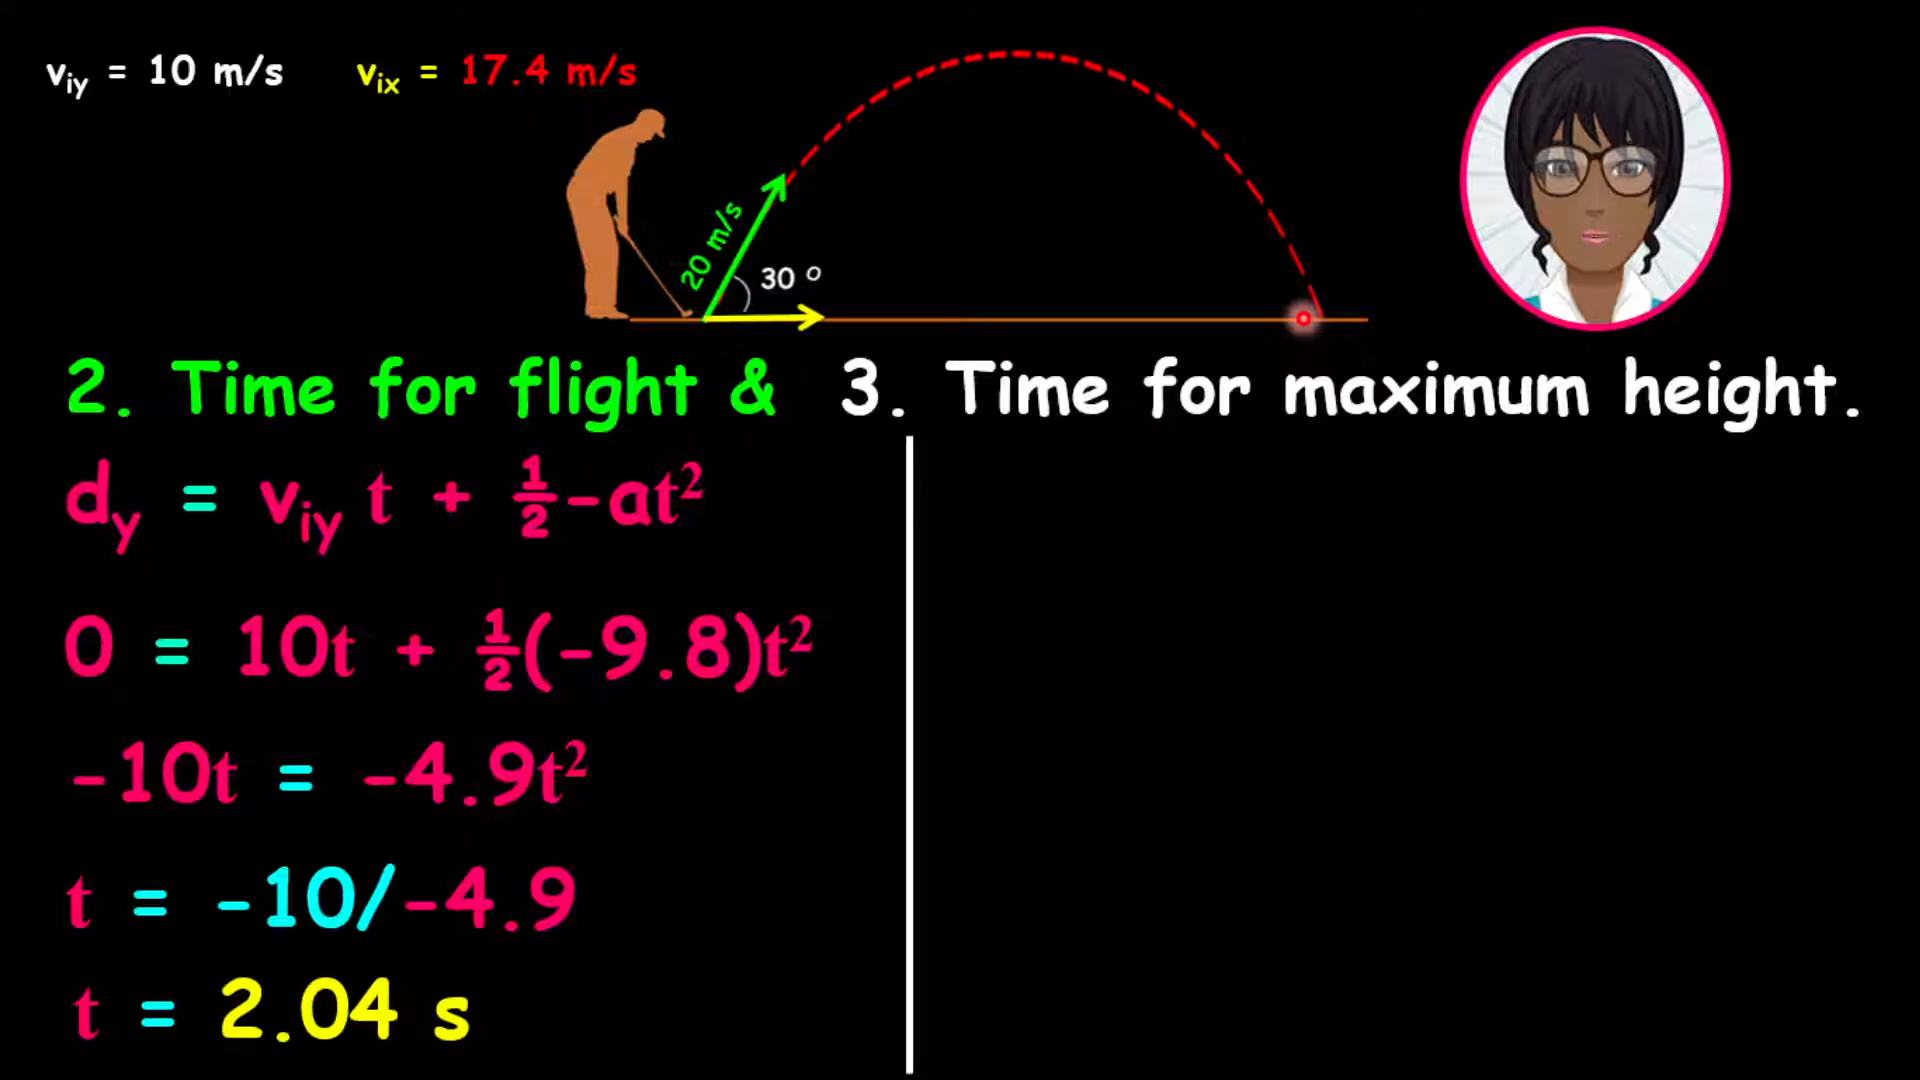 viy = 10 m/s vix = 17.4 m/s
20 m/s
30 º
2. Time for flight & 3. Time for maximum height.
dy = viy t + ½-at²
0 = 10t + ½(-9.8)t²
-10t = -4.9t²
t = -10/-4.9
t = 2.04 s